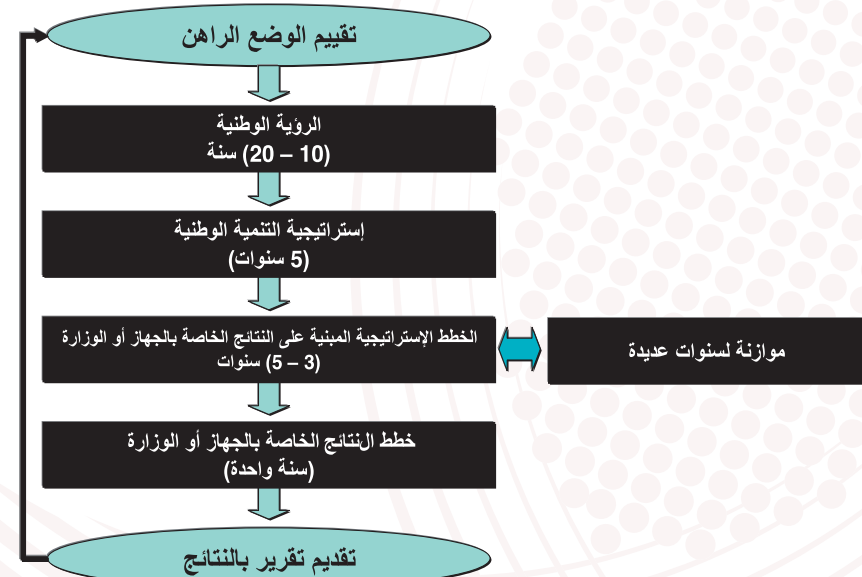 تقييم الوضع الراهن
الرؤية الوطنية
(10 – 20) سنة
إستراتيجية التنمية الوطنية
(5 سنوات)
الخطط الإستراتيجية المبنية على النتائج الخاصة بالجهاز أو الوزارة
(3 – 5) سنوات
موازنة لسنوات عديدة
خطط النتائج الخاصة بالجهاز أو الوزارة
(سنة واحدة)
تقديم تقرير بالنتائج